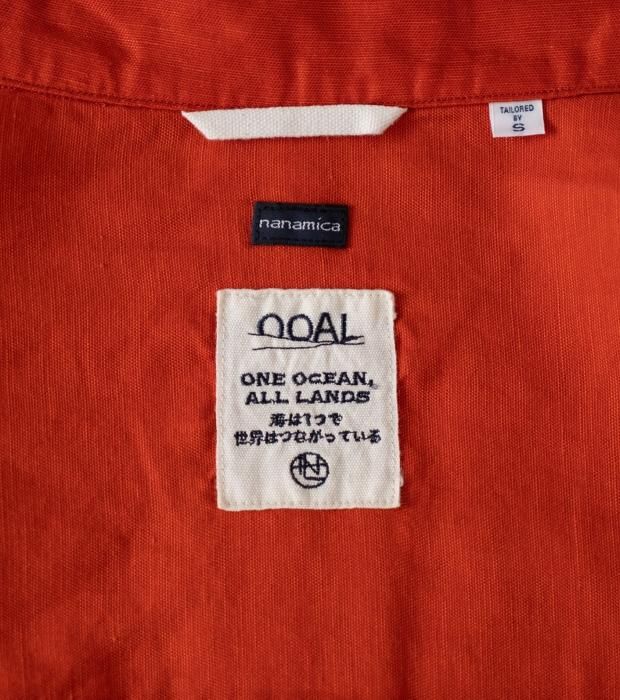 TAILORED
BY
S
nanamica
OOAL
ONE OCEAN,
ALL LANDS
海は1つで
世界はつながっている